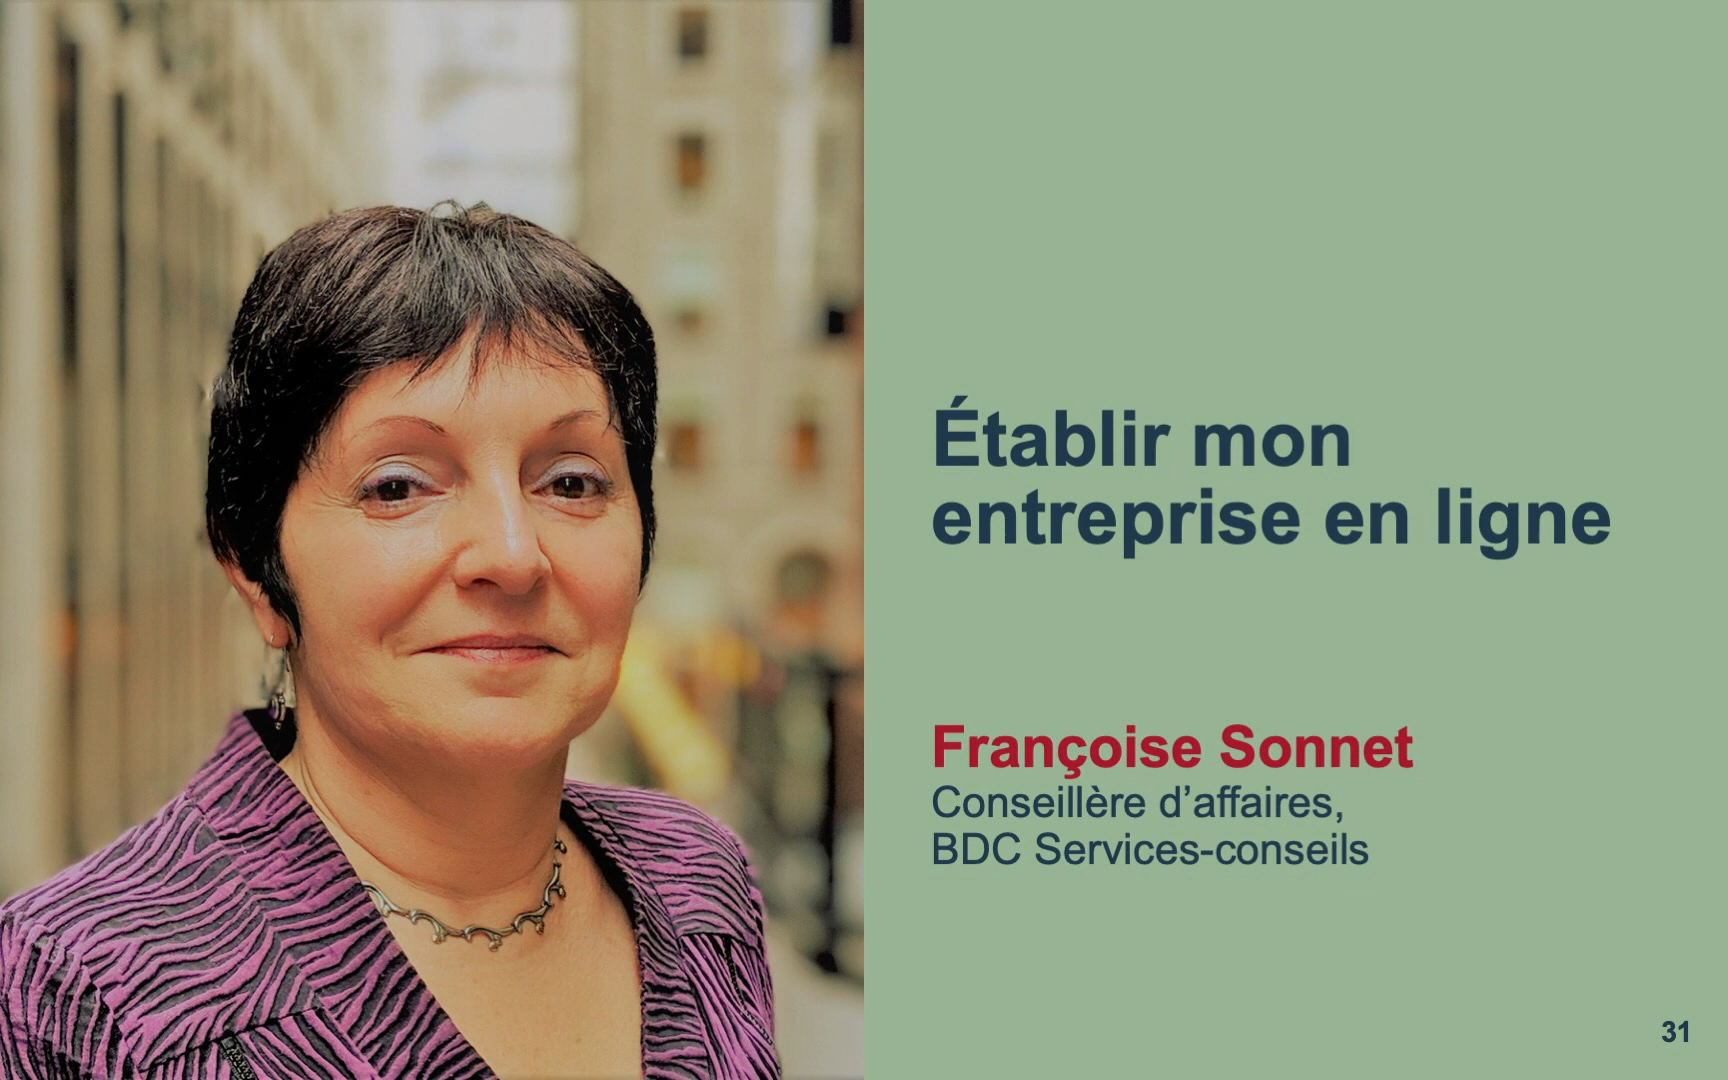 Établir mon
entreprise en ligne
Françoise Sonnet
Conseillère d’affaires,
BDC Services-conseils
31